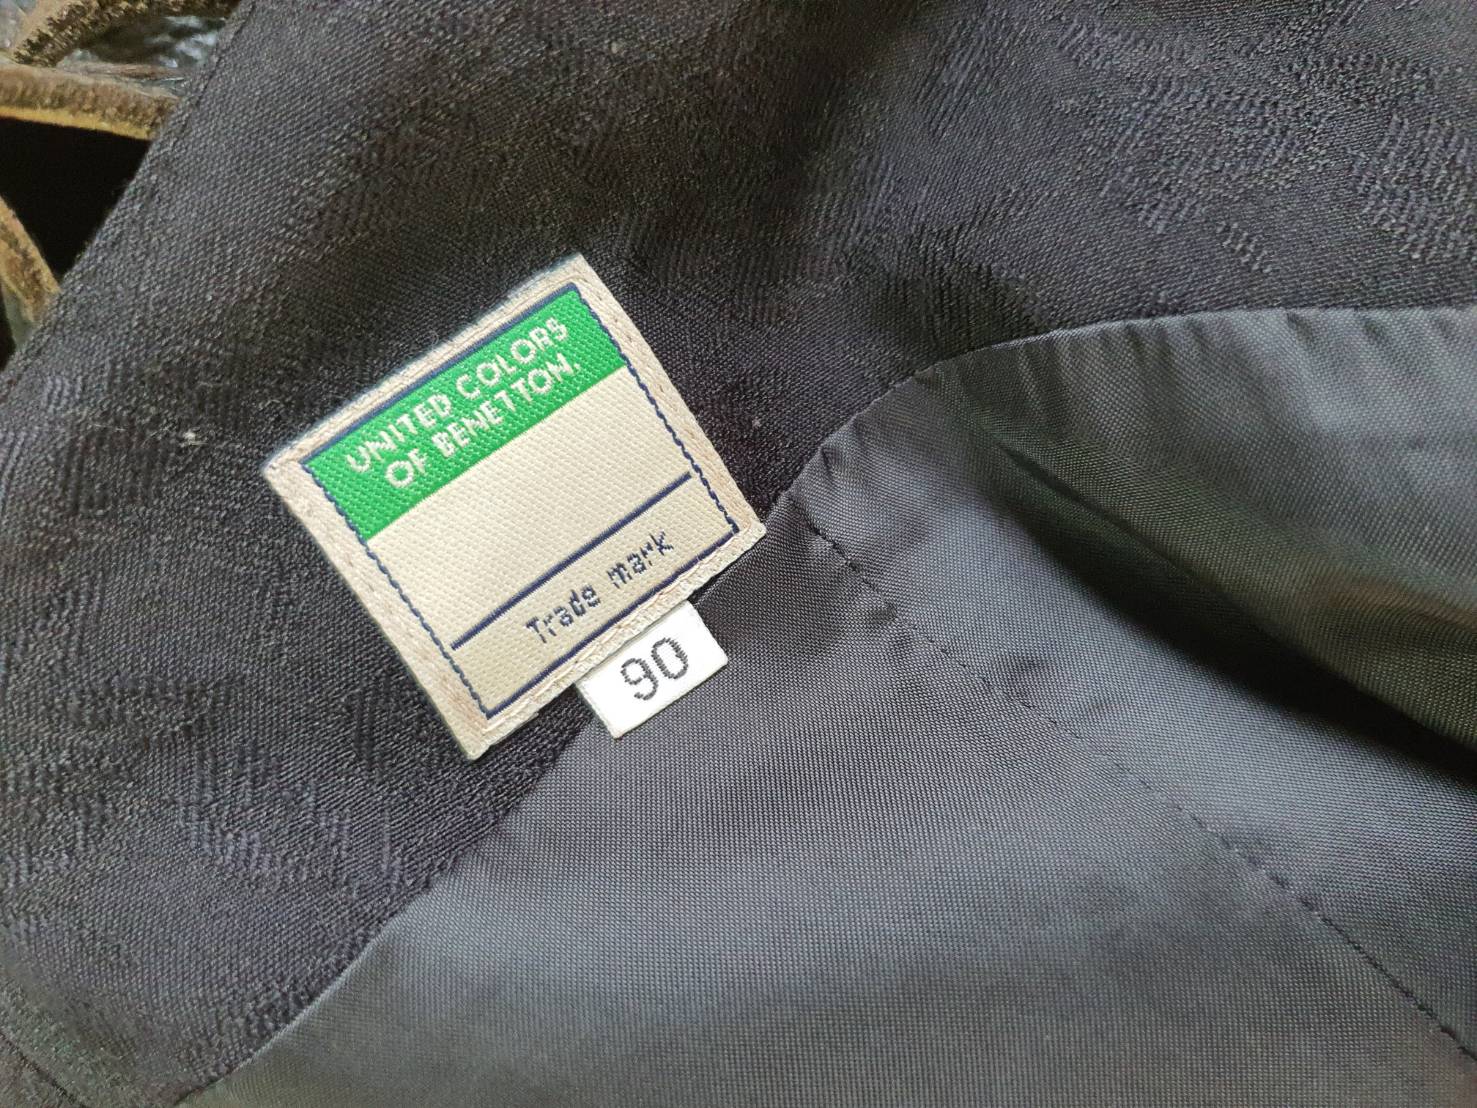 UNITED COLORS
OF BENETTON.
Trade mark
90